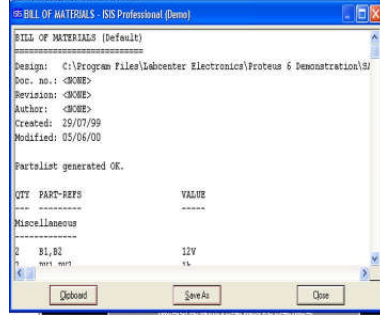 BILL OF MATERIALS - ISIS Professional (Demo)
BILL OF MATERIALS (Default)
===========================
Design: C:\Program Files\Labcenter Electronics\Proteus 6 Demonstration\
Doc. no.: <NONE>
Revision: <NONE>
Author: <NONE>
Created: 29/07/99
Modified: 05/06/00
Partslist generated OK.
QTY PART-REFS VALUE
--- --------- -----
Miscellaneous
-------------
2 B1,B2 12V
Clipboard Save As Close